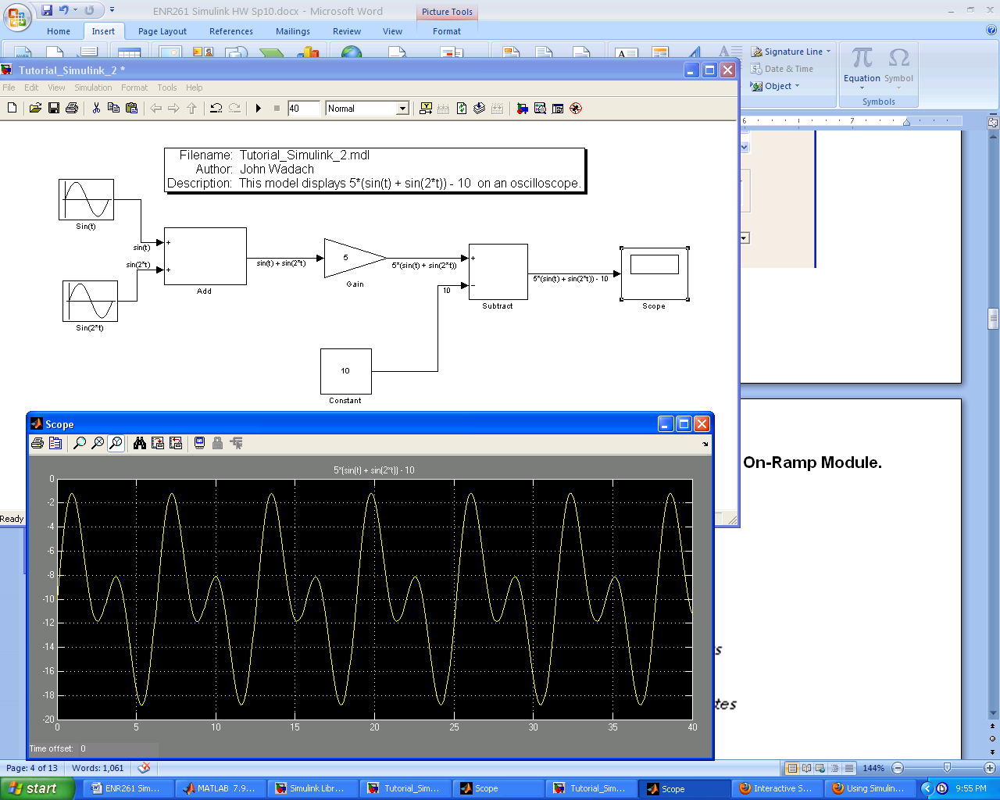 ENR261 Simulink HW Sp10.docx - Microsoft Word
Picture Tools
Home Insert Page Layout References Mailings Review View Format
Signature Line
Date & Time
Object
Equation Symbol
Symbols
Tutorial_Simulink_2 *
File Edit View Simulation Format Tools Help
40 Normal
6 7
Filename: Tutorial_Simulink_2.mdl
Author: John Wadach
Description: This model displays 5*(sin(t) + sin(2*t)) - 10 on an oscilloscope.
Sin(t)
sin(t)
sin(2*t)
Sin(2*t)
+
+
Add
sin(t) + sin(2*t)
5
Gain
5*(sin(t) + sin(2*t))
10
+
−
Subtract
5*(sin(t) + sin(2*t)) - 10
Scope
10
Constant
Ready
Scope
5*(sin(t) + sin(2*t)) - 10
0
-2
-4
-6
-8
-10
-12
-14
-16
-18
-20
0 5 10 15 20 25 30 35 40
Time offset: 0
On-Ramp Module.
Page: 4 of 13 Words: 1,061 144%
start ENR261 Sim... MATLAB 7.9... Simulink Libr... Tutorial_Sim... Scope Tutorial_Sim... Scope Interactive S... Using Simulin... 9:55 PM